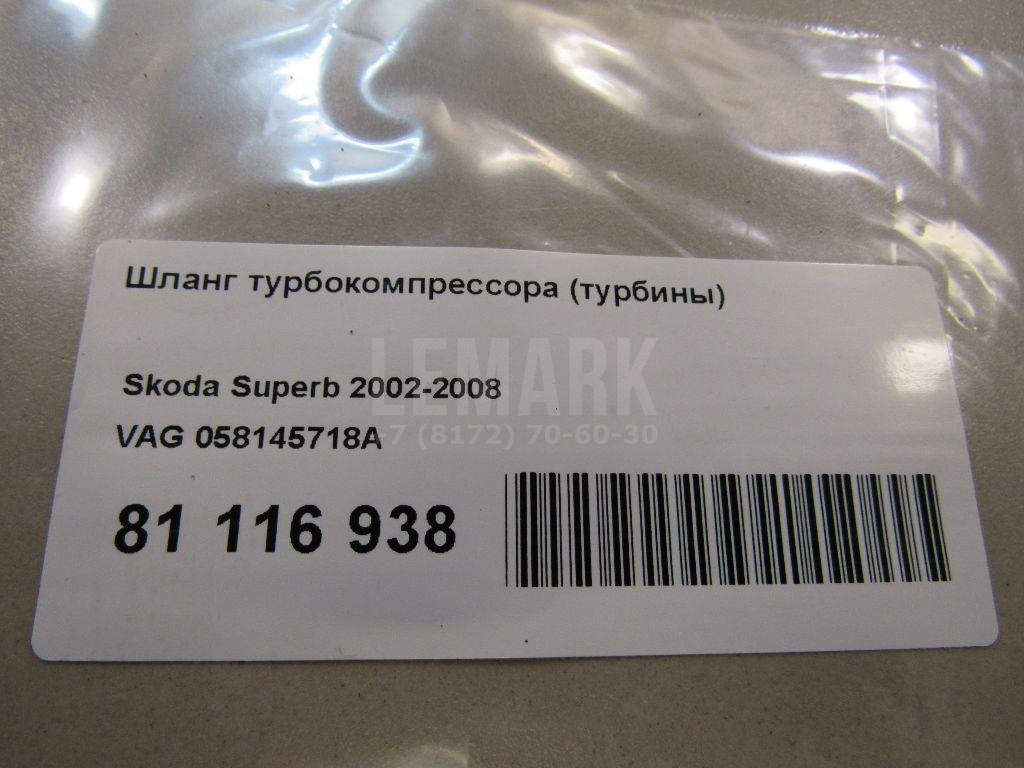 Шланг турбокомпрессора (турбины)
LEMARK
Skoda Superb 2002-2008
+7 (8172) 70-60-30
VAG 058145718A
81 116 938